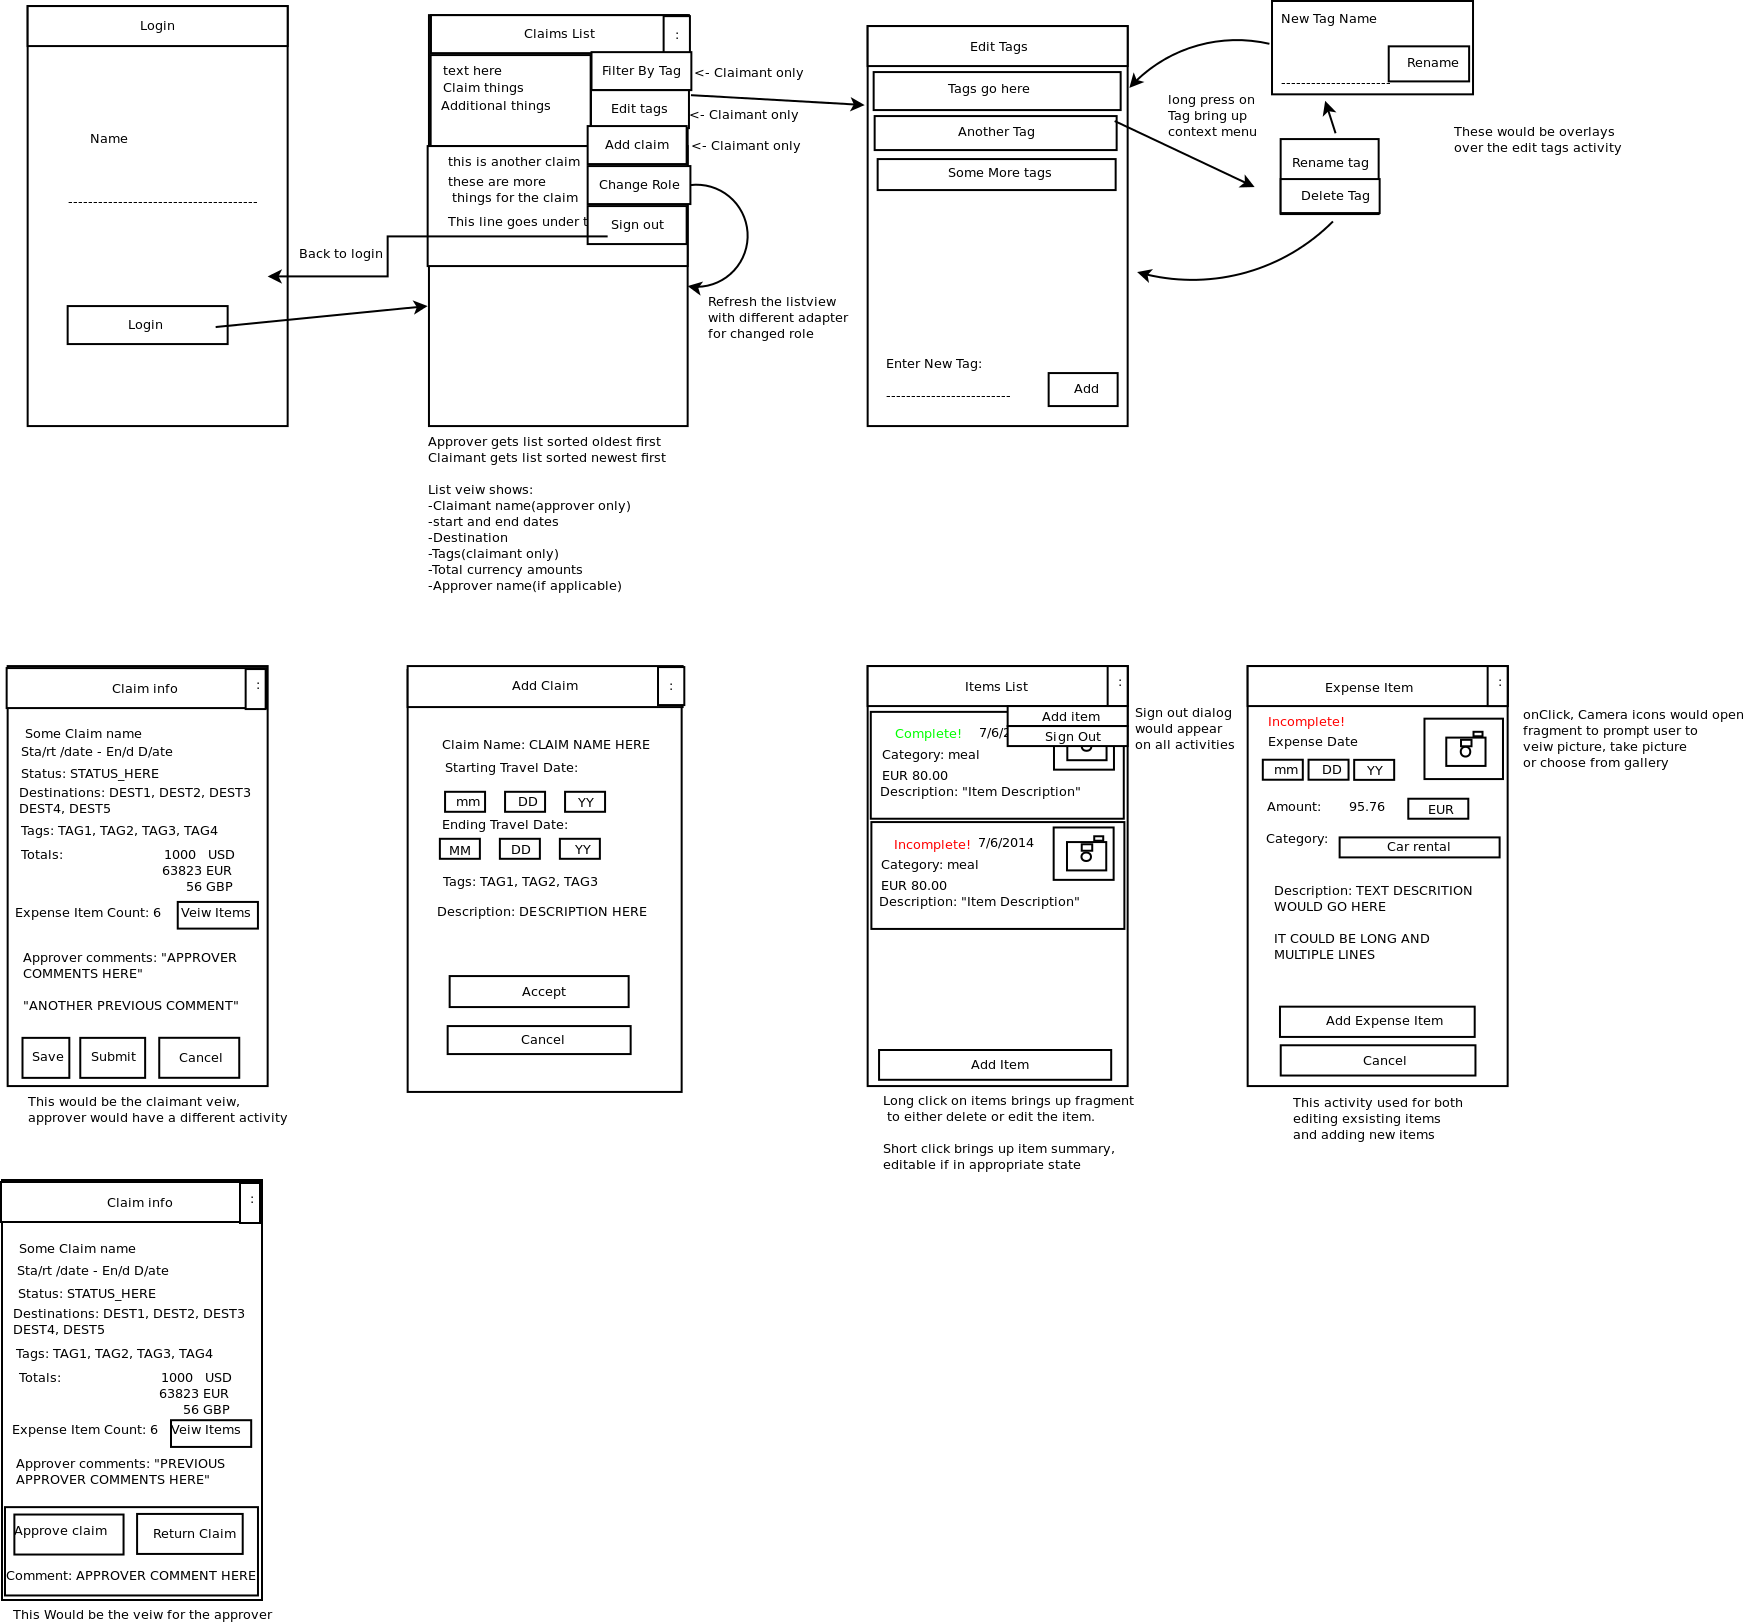 Login
Name
-------------------------------------
Login
Back to login
Claims List
:
text here
Claim things
Additional things
Filter By Tag
<- Claimant only
Edit tags
<- Claimant only
Add claim
<- Claimant only
this is another claim
these are more
things for the claim
Change Role
This line goes under t
Sign out
Refresh the listview
with different adapter
for changed role
Approver gets list sorted oldest first
Claimant gets list sorted newest first
List veiw shows:
-Claimant name(approver only)
-start and end dates
-Destination
-Tags(claimant only)
-Total currency amounts
-Approver name(if applicable)
Edit Tags
Tags go here
Another Tag
Some More tags
Enter New Tag:
-------------------------
Add
long press on
Tag bring up
context menu
New Tag Name
Rename
----------------------
Rename tag
Delete Tag
These would be overlays
over the edit tags activity
Claim info
:
Some Claim name
Sta/rt /date - En/d D/ate
Status: STATUS_HERE
Destinations: DEST1, DEST2, DEST3
DEST4, DEST5
Tags: TAG1, TAG2, TAG3, TAG4
Totals: 1000 USD
63823 EUR
56 GBP
Expense Item Count: 6 Veiw Items
Approver comments: "APPROVER
COMMENTS HERE"
"ANOTHER PREVIOUS COMMENT"
Save Submit Cancel
This would be the claimant veiw,
approver would have a different activity
Add Claim
:
Claim Name: CLAIM NAME HERE
Starting Travel Date:
mm DD YY
Ending Travel Date:
MM DD YY
Tags: TAG1, TAG2, TAG3
Description: DESCRIPTION HERE
Accept
Cancel
Items List
:
Add item
Sign Out
Complete! 7/6/2
Category: meal
EUR 80.00
Description: "Item Description"
Incomplete! 7/6/2014
Category: meal
EUR 80.00
Description: "Item Description"
Add Item
Sign out dialog
would appear
on all activities
Long click on items brings up fragment
to either delete or edit the item.
Short click brings up item summary,
editable if in appropriate state
Expense Item
:
Incomplete!
Expense Date
mm DD YY
Amount: 95.76 EUR
Category: Car rental
Description: TEXT DESCRITION
WOULD GO HERE
IT COULD BE LONG AND
MULTIPLE LINES
Add Expense Item
Cancel
onClick, Camera icons would open
fragment to prompt user to
veiw picture, take picture
or choose from gallery
This activity used for both
editing exsisting items
and adding new items
Claim info
:
Some Claim name
Sta/rt /date - En/d D/ate
Status: STATUS_HERE
Destinations: DEST1, DEST2, DEST3
DEST4, DEST5
Tags: TAG1, TAG2, TAG3, TAG4
Totals: 1000 USD
63823 EUR
56 GBP
Expense Item Count: 6 Veiw Items
Approver comments: "PREVIOUS
APPROVER COMMENTS HERE"
Approve claim Return Claim
Comment: APPROVER COMMENT HERE
This Would be the veiw for the approver